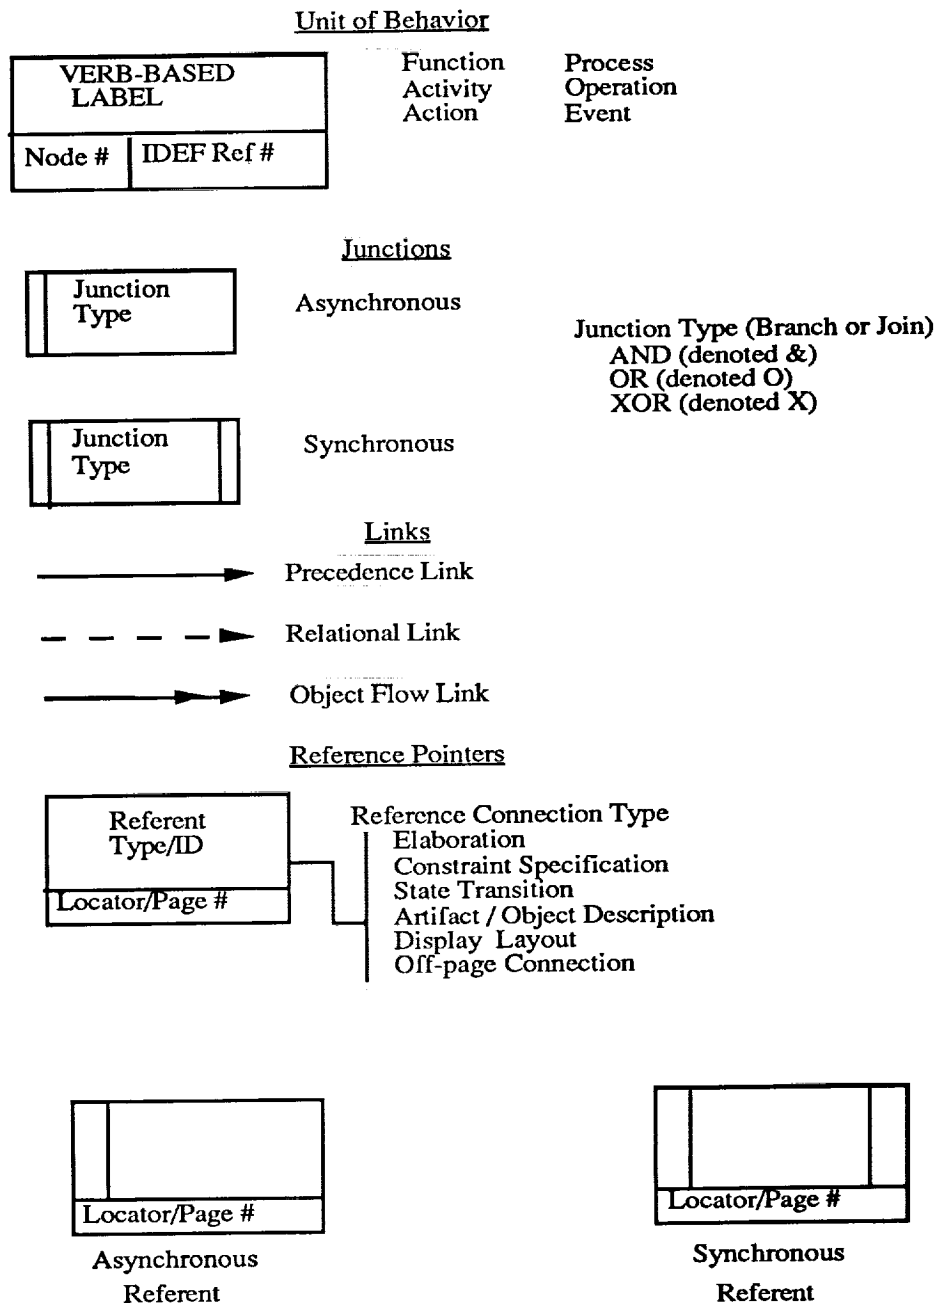 Unit of Behavior
VERB-BASED
LABEL
Node #
IDEF Ref #
Function Process
Activity Operation
Action Event
Junctions
Junction
Type
Asynchronous
Junction Type (Branch or Join)
AND (denoted &)
OR (denoted O)
XOR (denoted X)
Junction
Type
Synchronous
Links
Precedence Link
Relational Link
Object Flow Link
Reference Pointers
Referent
Type/ID
Locator/Page #
Reference Connection Type
Elaboration
Constraint Specification
State Transition
Artifact / Object Description
Display Layout
Off-page Connection
Locator/Page #
Asynchronous
Referent
Locator/Page #
Synchronous
Referent